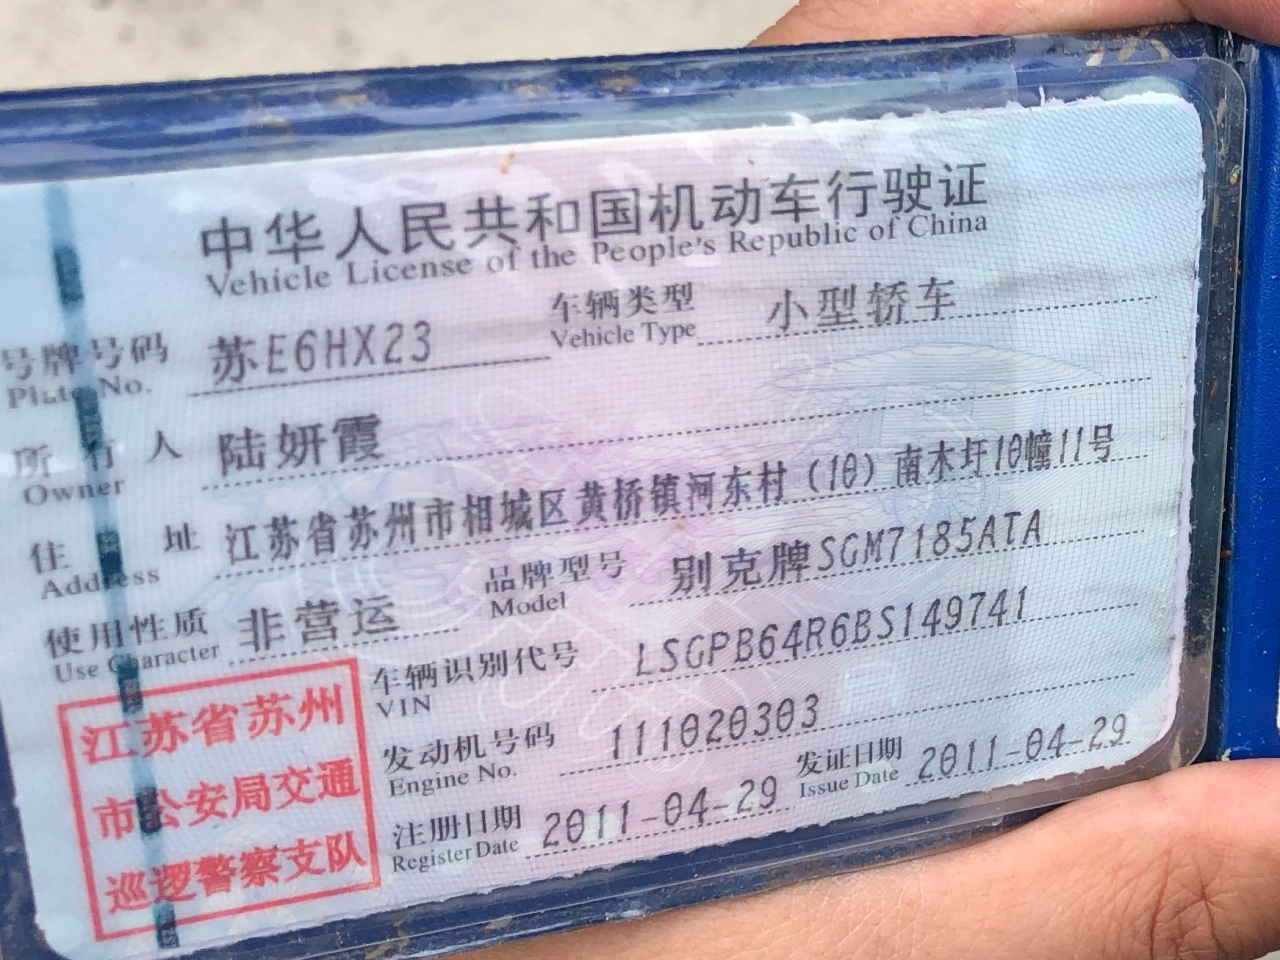 中华人民共和国机动车行驶证
Vehicle License of the People's Republic of China
号牌号码 苏E6HX23 车辆类型 小型轿车
Plate No. Vehicle Type
所有人 陆妍霞
Owner
住址 江苏省苏州市相城区黄桥镇河东村(10)南木圩10幢11号
Address
使用性质 非营运 品牌型号 别克牌SGM7185ATA
Use Character Model
车辆识别代号 LSGPB64R6BS149741
VIN
发动机号码 111020303
Engine No.
注册日期 2011-04-29 发证日期 2011-04-29
Register Date Issue Date
江苏省苏州
市公安局交通
巡逻警察支队